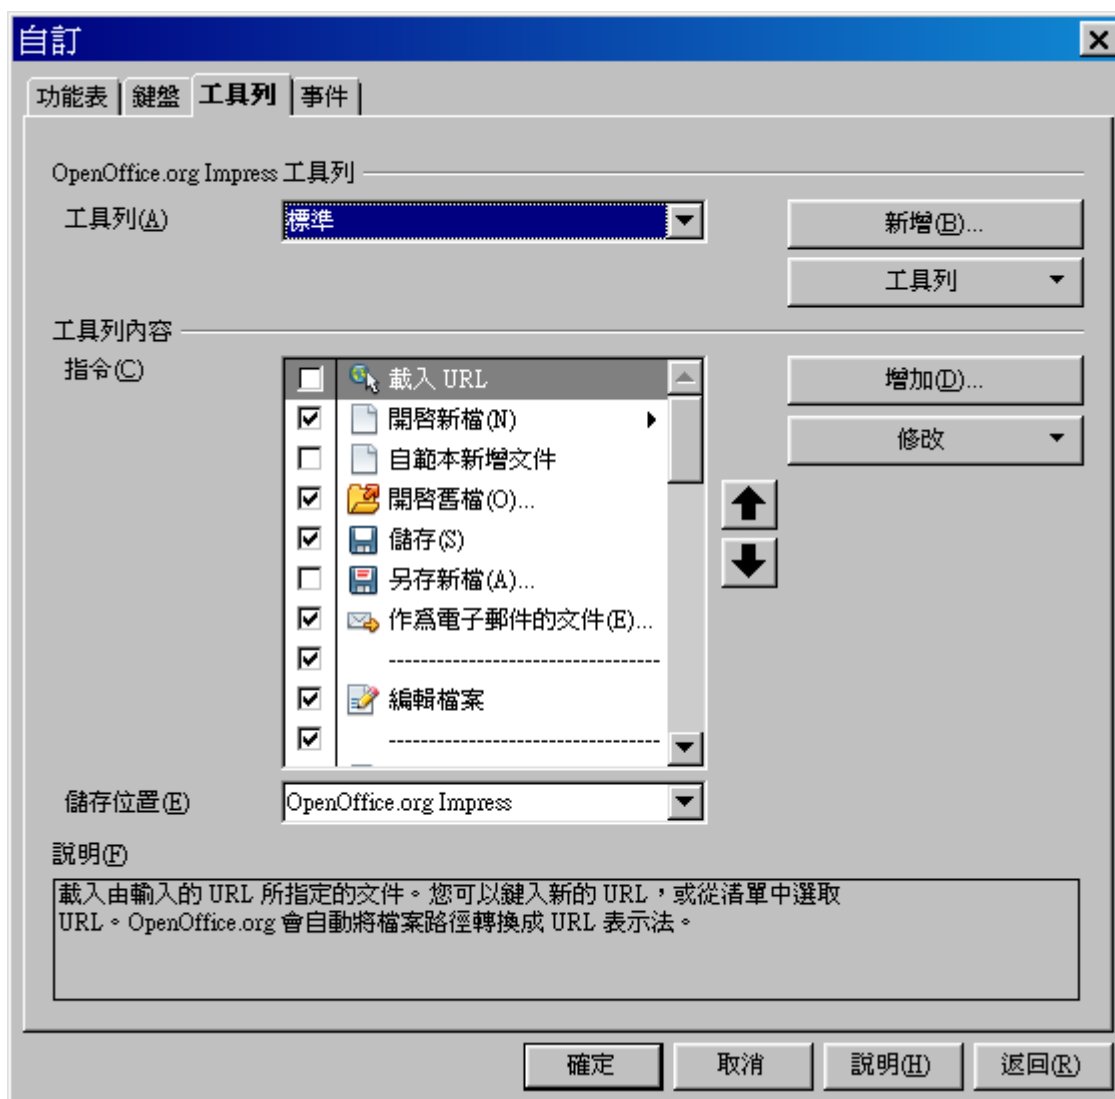 自訂
功能表 鍵盤 工具列 事件
OpenOffice.org Impress 工具列
工具列(A) 標準 新增(B)...
工具列
工具列內容
指令(C) 載入 URL 增加(D)...
開啓新檔(N) 修改
自範本新增文件
開啓舊檔(O)...
儲存(S)
另存新檔(A)...
作爲電子郵件的文件(E)...
----------------------------------
編輯檔案
----------------------------------
儲存位置(E) OpenOffice.org Impress
說明(F)
載入由輸入的 URL 所指定的文件。您可以鍵入新的 URL，或從清單中選取
URL。OpenOffice.org 會自動將檔案路徑轉換成 URL 表示法。
確定 取消 說明(H) 返回(R)